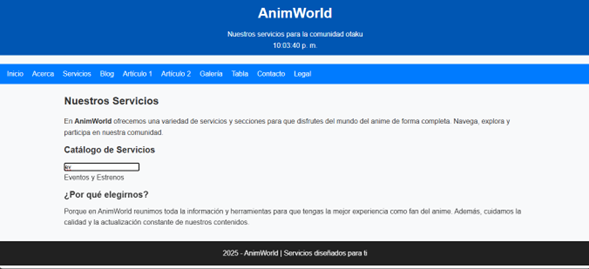 AnimWorld
Nuestros servicios para la comunidad otaku
10:03:40 p. m.
Inicio Acerca Servicios Blog Artículo 1 Artículo 2 Galería Tabla Contacto Legal
Nuestros Servicios
En AnimWorld ofrecemos una variedad de servicios y secciones para que disfrutes del mundo del anime de forma completa. Navega, explora y
participa en nuestra comunidad.
Catálogo de Servicios
Eventos y Estrenos
¿Por qué elegirnos?
Porque en AnimWorld reunimos toda la información y herramientas para que tengas la mejor experiencia como fan del anime. Además, cuidamos la
calidad y la actualización constante de nuestros contenidos.
2025 - AnimWorld | Servicios diseñados para ti